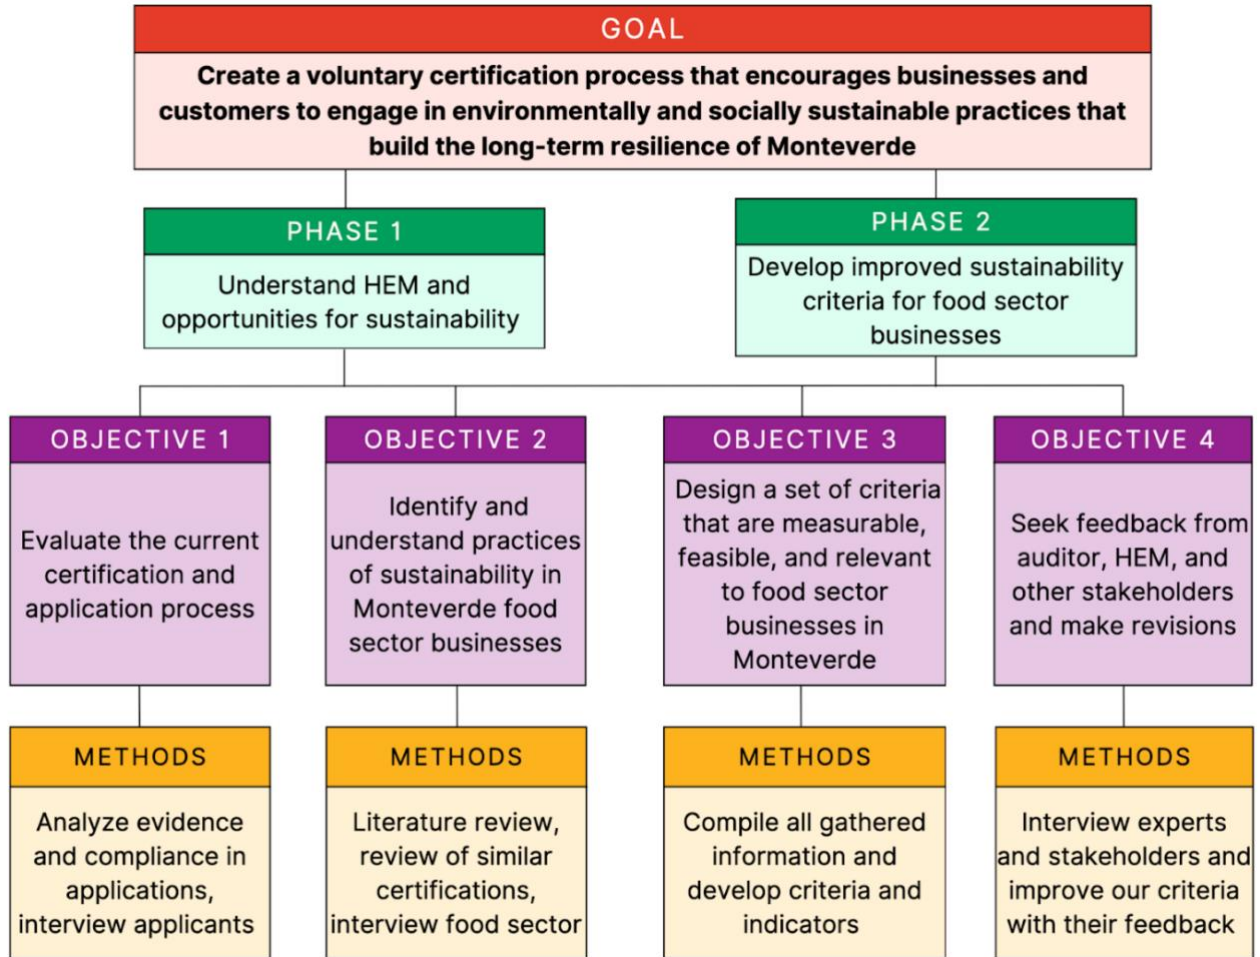 GOAL
Create a voluntary certification process that encourages businesses and
customers to engage in environmentally and socially sustainable practices that
build the long-term resilience of Monteverde
PHASE 1
Understand HEM and
opportunities for sustainability
PHASE 2
Develop improved sustainability
criteria for food sector
businesses
OBJECTIVE 1
Evaluate the current
certification and
application process
OBJECTIVE 2
Identify and
understand practices
of sustainability in
Monteverde food
sector businesses
OBJECTIVE 3
Design a set of criteria
that are measurable,
feasible, and relevant
to food sector
businesses in
Monteverde
OBJECTIVE 4
Seek feedback from
auditor, HEM, and
other stakeholders
and make revisions
METHODS
Analyze evidence
and compliance in
applications,
interview applicants
METHODS
Literature review,
review of similar
certifications,
interview food sector
METHODS
Compile all gathered
information and
develop criteria and
indicators
METHODS
Interview experts
and stakeholders and
improve our criteria
with their feedback